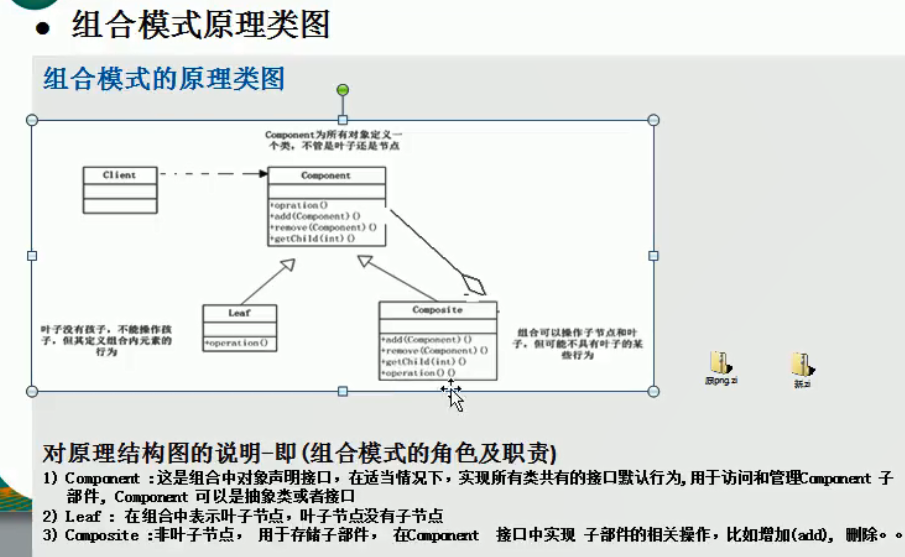 ● 组合模式原理类图
组合模式的原理类图
Component为所有对象定义一
个类，不管是叶子还是节点
Client
Component
+opration()
+add(Component)()
+remove(Component)()
+getChild(int)()
Leaf
+operation()
Composite
+add(Component)()
+remove(Component)()
+getChild(int)()
+operation()()
叶子没有孩子，不能操作孩
子，但其定义组合内元素的
行为
组合可以操作子节点和叶
子，但可能不具有叶子的某
些行为
原png.zi
新.zi
对原理结构图的说明-即(组合模式的角色及职责)
1) Component :这是组合中对象声明接口，在适当情况下，实现所有类共有的接口默认行为,用于访问和管理Component 子
部件, Component 可以是抽象类或者接口
2) Leaf : 在组合中表示叶子节点，叶子节点没有子节点
3) Composite :非叶子节点， 用于存储子部件， 在Component 接口中实现 子部件的相关操作，比如增加(add), 删除。。